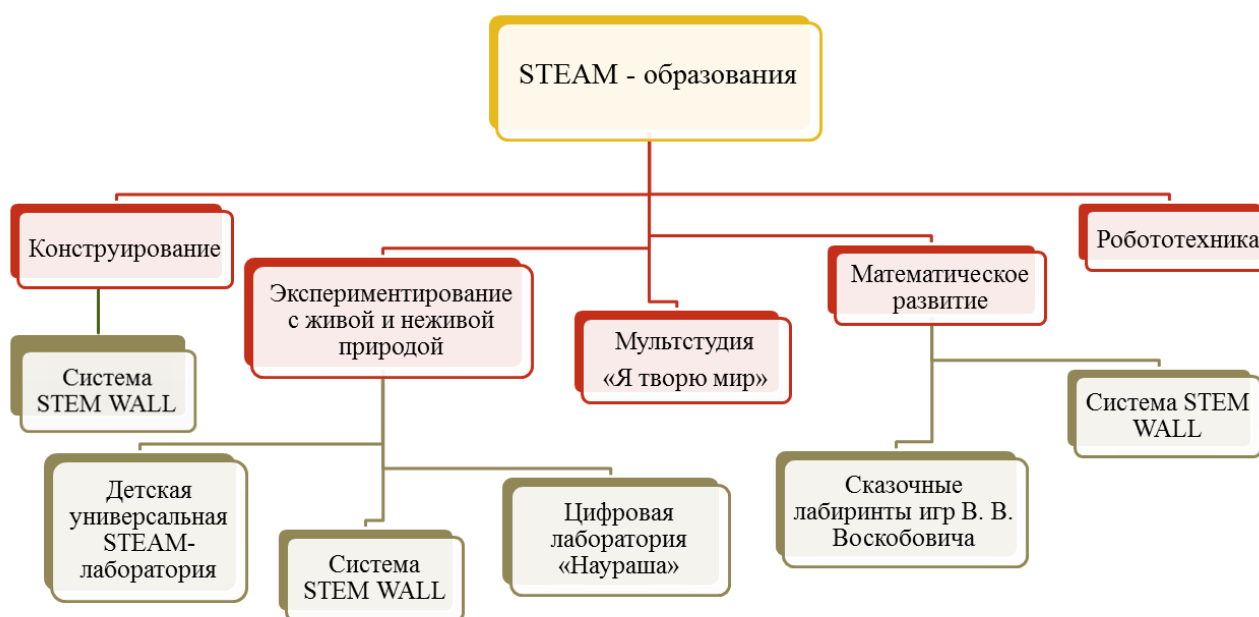 STEAM - образования
Конструирование
Экспериментирование
с живой и неживой
природой
Мультстудия
«Я творю мир»
Математическое
развитие
Робототехника
Система
STEM WALL
Детская
универсальная
STEAM-
лаборатория
Система
STEM WALL
Цифровая
лаборатория
«Наураша»
Сказочные
лабиринты игр В. В.
Воскобовича
Система STEM
WALL